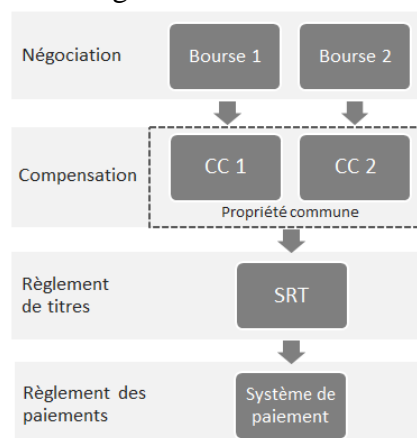 Négociation
Bourse 1
Bourse 2
Compensation
CC 1
CC 2
Propriété commune
Règlement
de titres
SRT
Règlement des
paiements
Système de
paiement